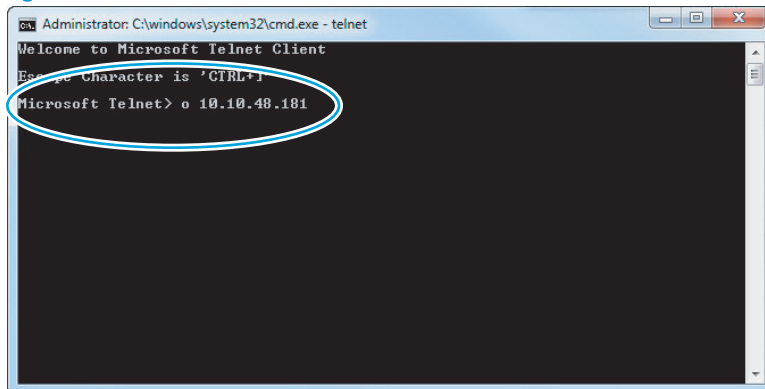 Administrator: C:\windows\system32\cmd.exe - telnet
Welcome to Microsoft Telnet Client
Escape Character is 'CTRL+]'
Microsoft Telnet> o 10.10.48.181